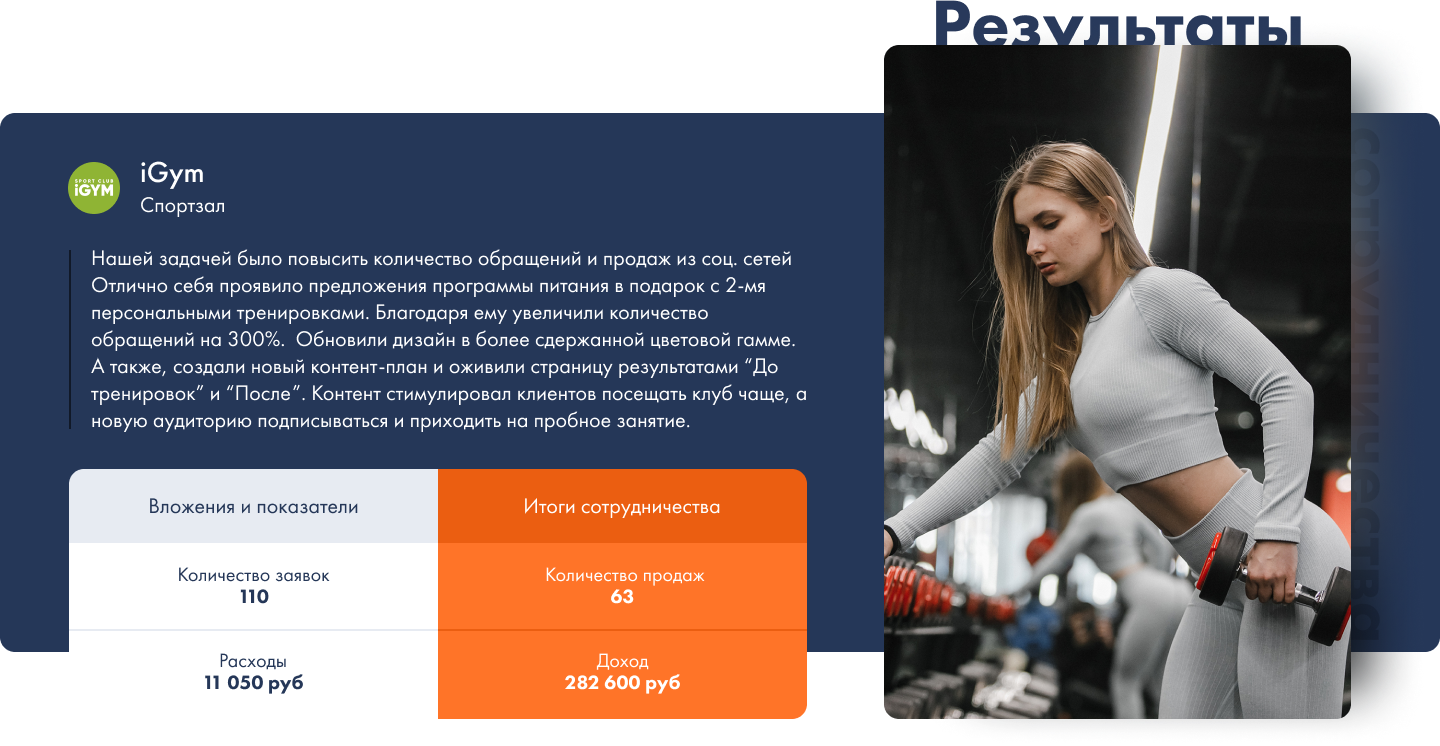 Результаты
SPORT CLUB
iGYM
iGym
Спортзал
Нашей задачей было повысить количество обращений и продаж из соц. сетей
Отлично себя проявило предложения программы питания в подарок с 2-мя
персональными тренировками. Благодаря ему увеличили количество
обращений на 300%.  Обновили дизайн в более сдержанной цветовой гамме.
А также, создали новый контент-план и оживили страницу результатами “До
тренировок” и “После”. Контент стимулировал клиентов посещать клуб чаще, а
новую аудиторию подписываться и приходить на пробное занятие.
Вложения и показатели
Итоги сотрудничества
Количество заявок
110
Количество продаж
63
Расходы
11 050 руб
Доход
282 600 руб
сотрудничества